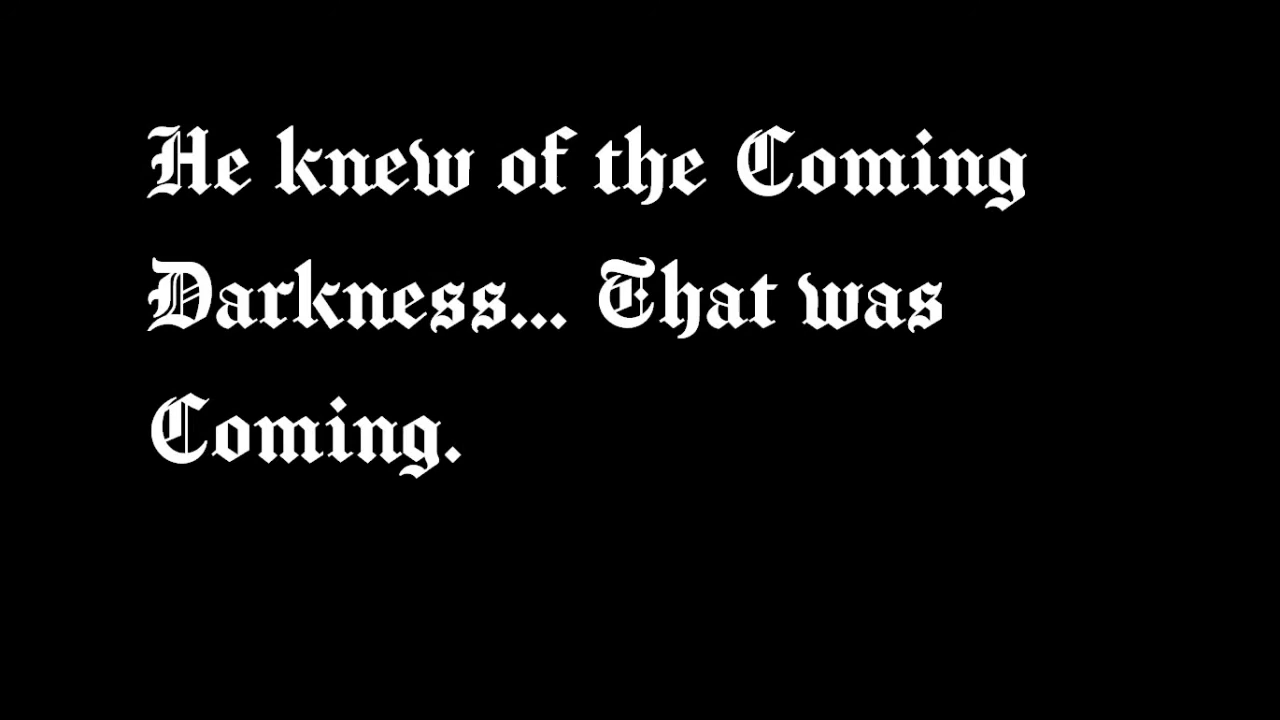 He knew of the Coming
Darkness... That was
Coming.